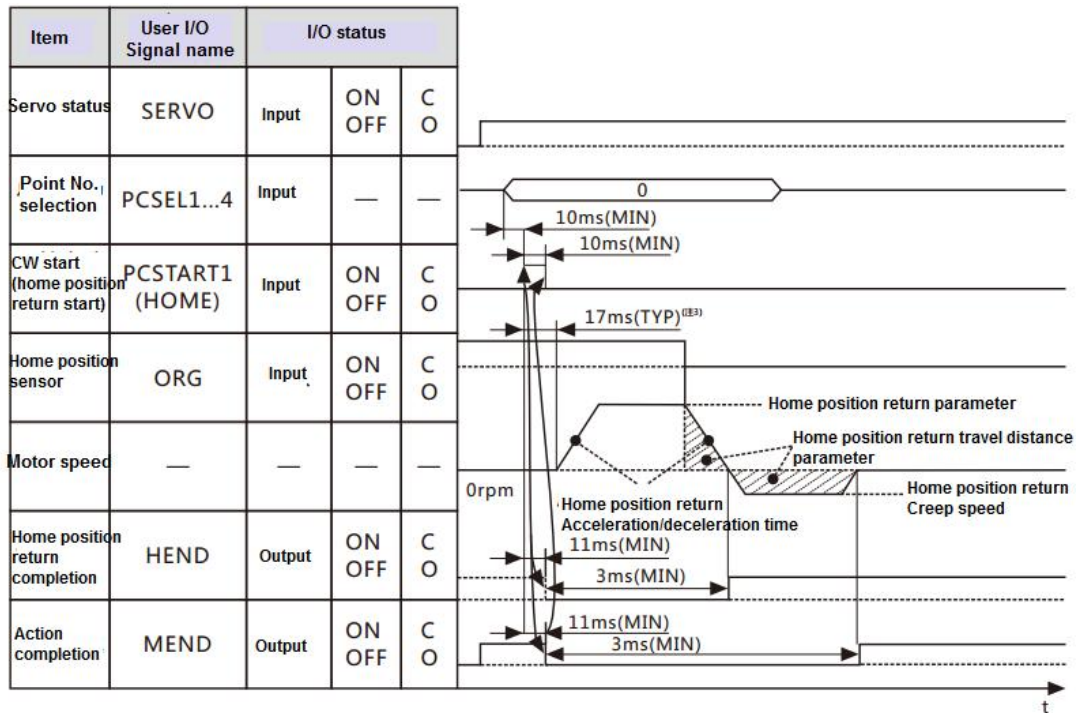 Item
User I/O
Signal name
I/O status
Servo status
SERVO
Input
ON
OFF
C
O
Point No.
selection
PCSEL1...4
Input
—
—
0
10ms(MIN)
10ms(MIN)
CW start
(home position
return start)
PCSTART1
(HOME)
Input
ON
OFF
C
O
17ms(TYP)
Home position
sensor
ORG
Input
ON
OFF
C
O
Home position return parameter
Home position return travel distance
parameter
Motor speed
—
—
—
—
0rpm
Home position return
Creep speed
Home position return
Acceleration/deceleration time
Home position
return
completion
HEND
Output
ON
OFF
C
O
11ms(MIN)
3ms(MIN)
Action
completion
MEND
Output
ON
OFF
C
O
11ms(MIN)
3ms(MIN)
t